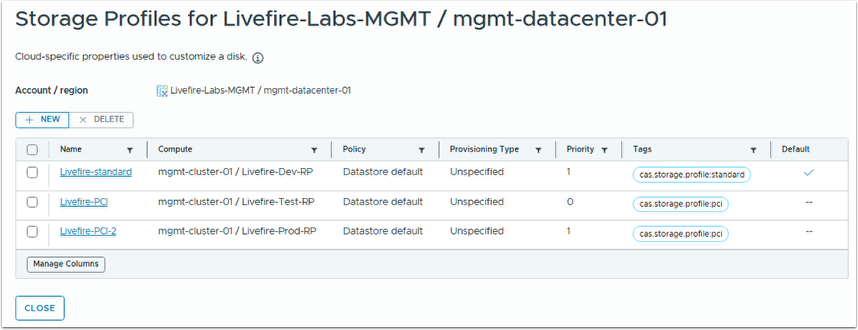 Storage Profiles for Livefire-Labs-MGMT / mgmt-datacenter-01
Cloud-specific properties used to customize a disk.
Account / region Livefire-Labs-MGMT / mgmt-datacenter-01
+ NEW × DELETE
Name Compute Policy Provisioning Type Priority Tags Default
Livefire-standard mgmt-cluster-01 / Livefire-Dev-RP Datastore default Unspecified 1 cas.storage.profile:standard
Livefire-PCI mgmt-cluster-01 / Livefire-Test-RP Datastore default Unspecified 0 cas.storage.profile:pci --
Livefire-PCI-2 mgmt-cluster-01 / Livefire-Prod-RP Datastore default Unspecified 1 cas.storage.profile:pci --
Manage Columns
CLOSE